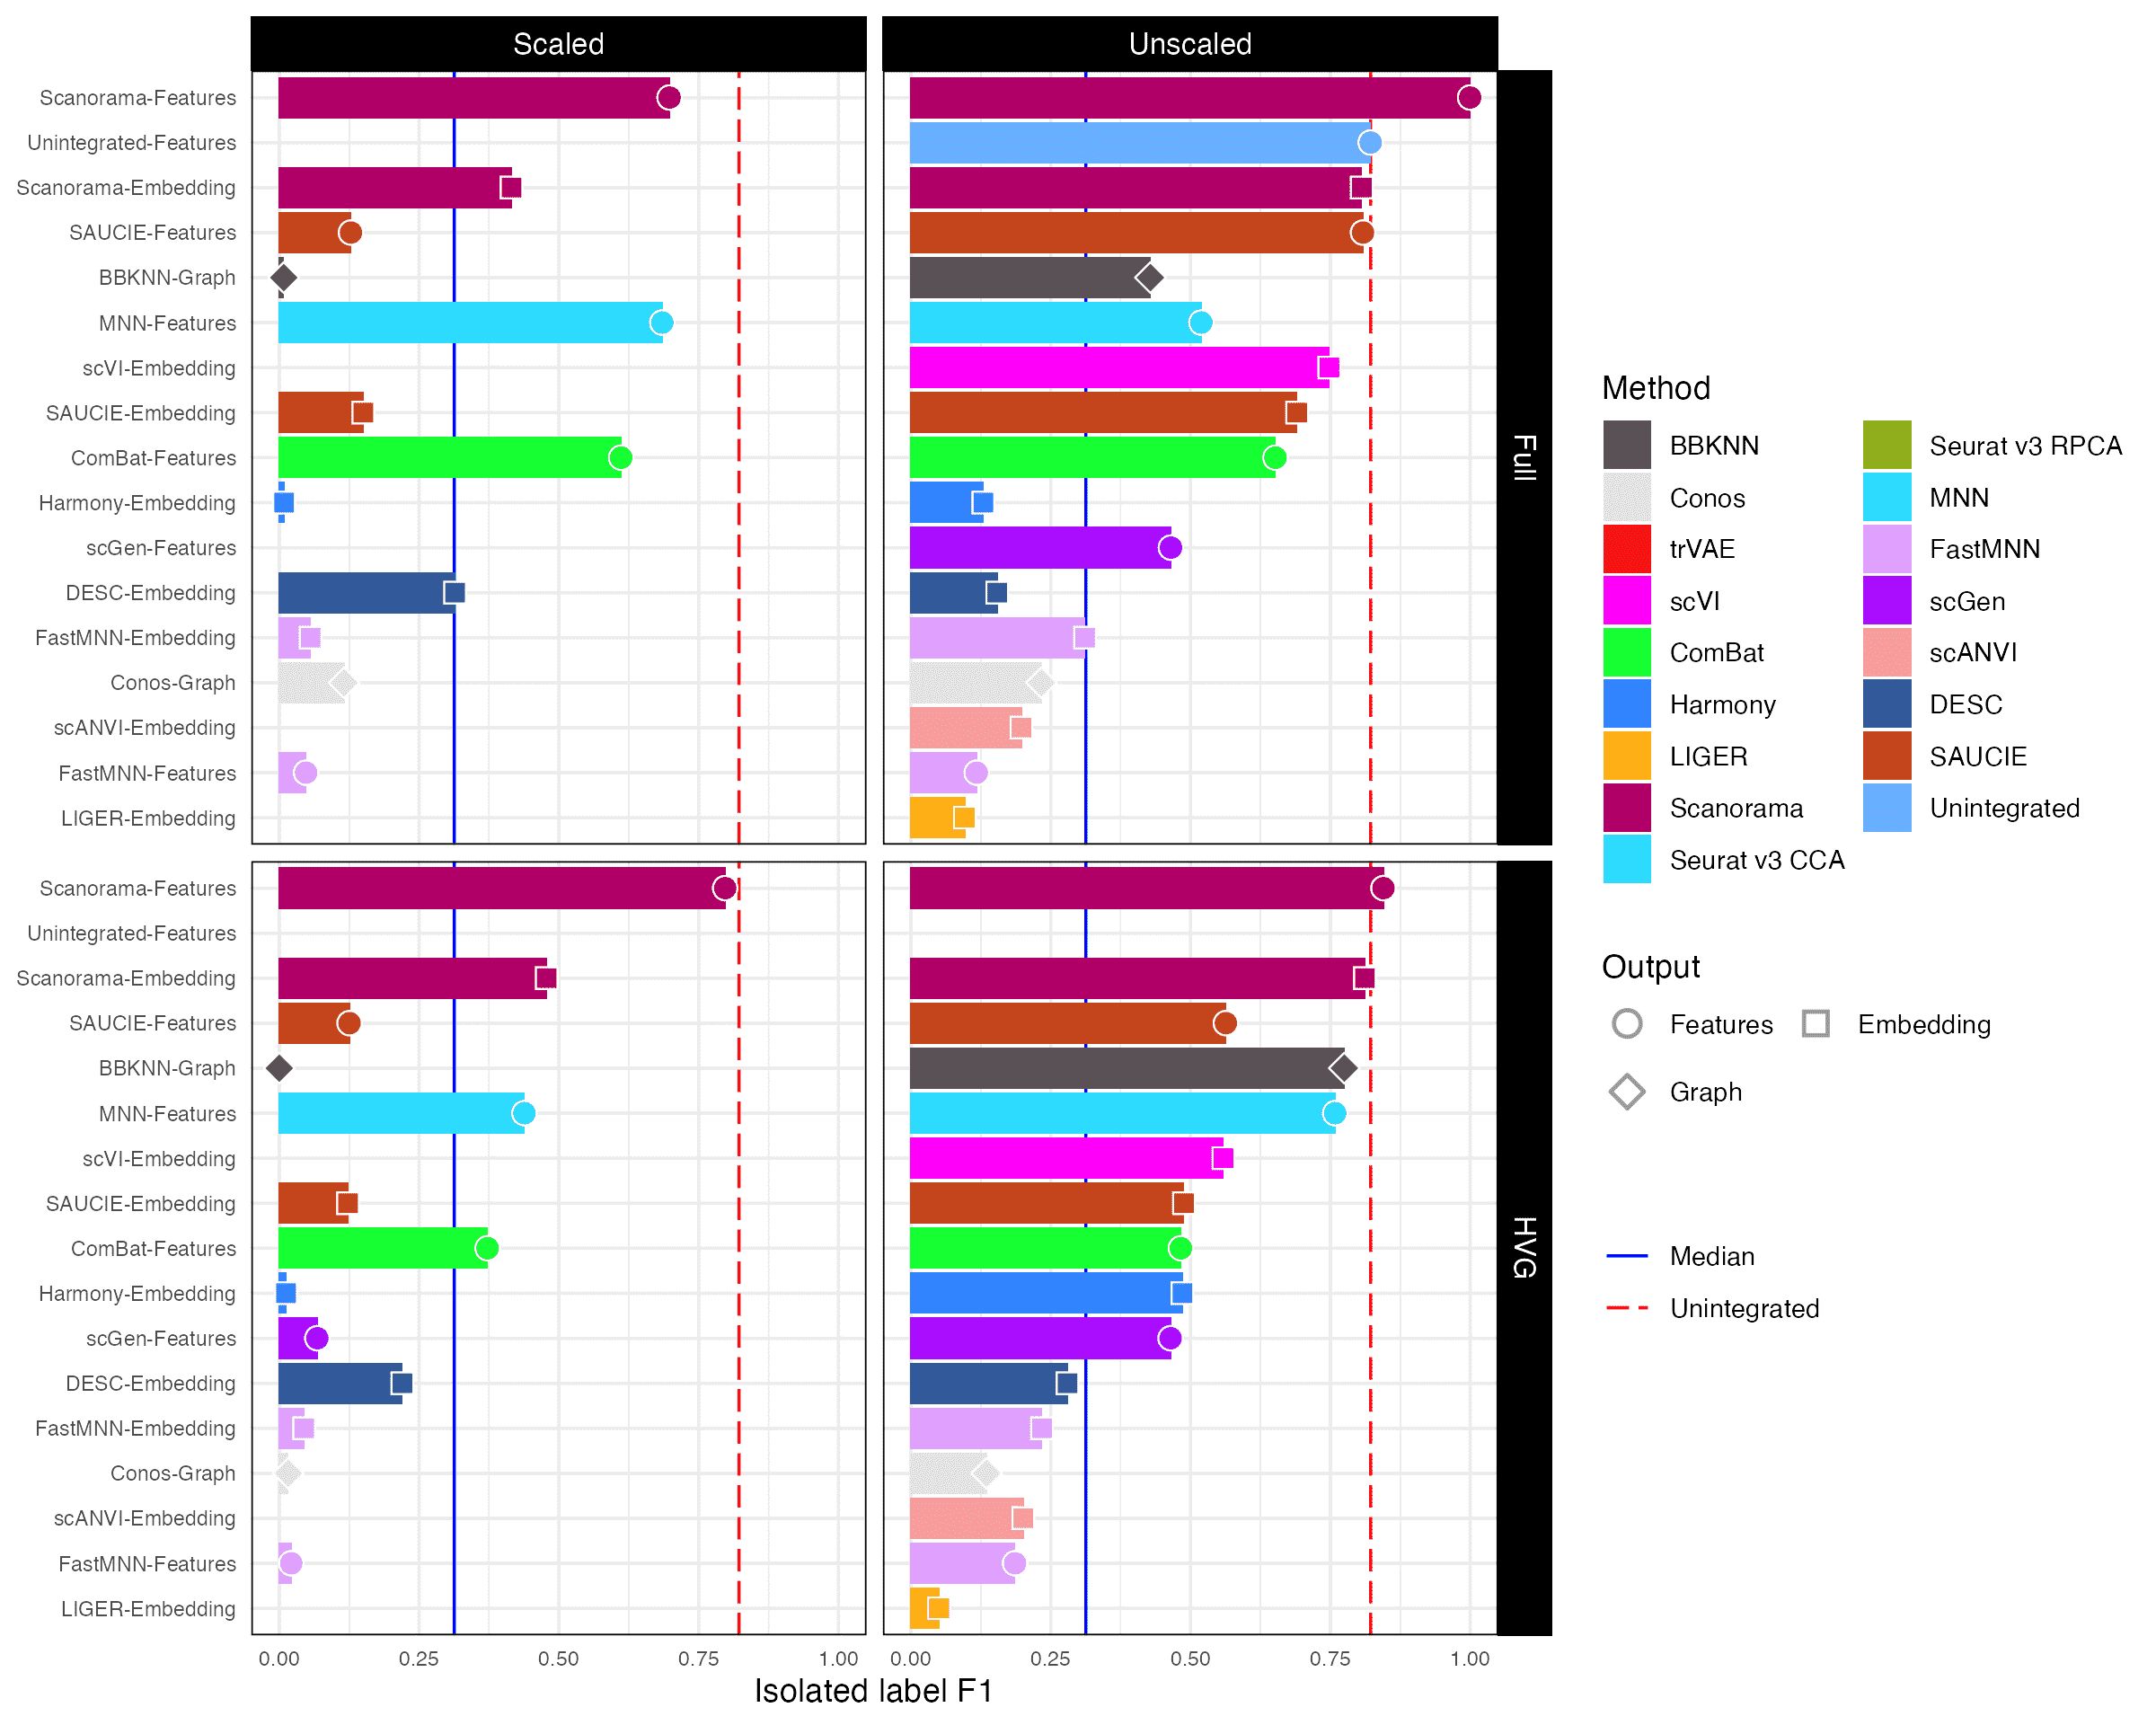 Scaled
Unscaled
Scanorama-Features
Unintegrated-Features
Scanorama-Embedding
SAUCIE-Features
BBKNN-Graph
MNN-Features
scVI-Embedding
SAUCIE-Embedding
ComBat-Features
Harmony-Embedding
scGen-Features
DESC-Embedding
FastMNN-Embedding
Conos-Graph
scANVI-Embedding
FastMNN-Features
LIGER-Embedding
Full
Scanorama-Features
Unintegrated-Features
Scanorama-Embedding
SAUCIE-Features
BBKNN-Graph
MNN-Features
scVI-Embedding
SAUCIE-Embedding
ComBat-Features
Harmony-Embedding
scGen-Features
DESC-Embedding
FastMNN-Embedding
Conos-Graph
scANVI-Embedding
FastMNN-Features
LIGER-Embedding
HVG
0.00 0.25 0.50 0.75 1.00
0.00 0.25 0.50 0.75 1.00
Isolated label F1
Method
BBKNN
Conos
trVAE
scVI
ComBat
Harmony
LIGER
Scanorama
Seurat v3 CCA
Seurat v3 RPCA
MNN
FastMNN
scGen
scANVI
DESC
SAUCIE
Unintegrated
Output
Features
Embedding
Graph
Median
Unintegrated